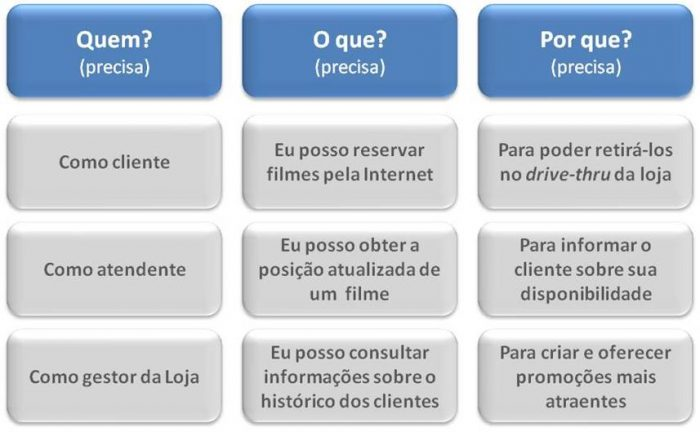 Quem?
(precisa)
O que?
(precisa)
Por que?
(precisa)
Como cliente
Eu posso reservar
filmes pela Internet
Para poder retirá-los
no drive-thru da loja
Como atendente
Eu posso obter a
posição atualizada de
um filme
Para informar o
cliente sobre sua
disponibilidade
Como gestor da Loja
Eu posso consultar
informações sobre o
histórico dos clientes
Para criar e oferecer
promoções mais
atraentes